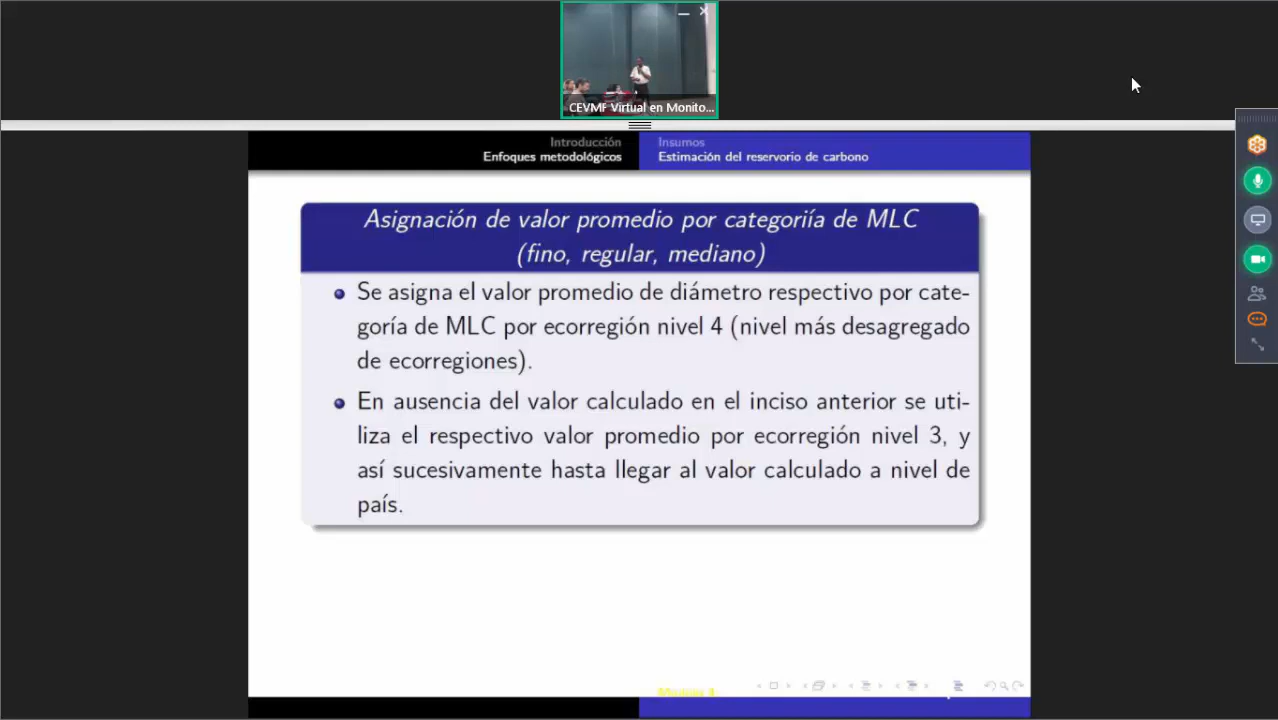 CEVMF Virtual en Monito...
Introducción
Enfoques metodológicos
Insumos
Estimación del reservorio de carbono
Asignación de valor promedio por categoriía de MLC
(fino, regular, mediano)
Se asigna el valor promedio de diámetro respectivo por cate-
goría de MLC por ecorregión nivel 4 (nivel más desagregado
de ecorregiones).
En ausencia del valor calculado en el inciso anterior se uti-
liza el respectivo valor promedio por ecorregión nivel 3, y
así sucesivamente hasta llegar al valor calculado a nivel de
país.